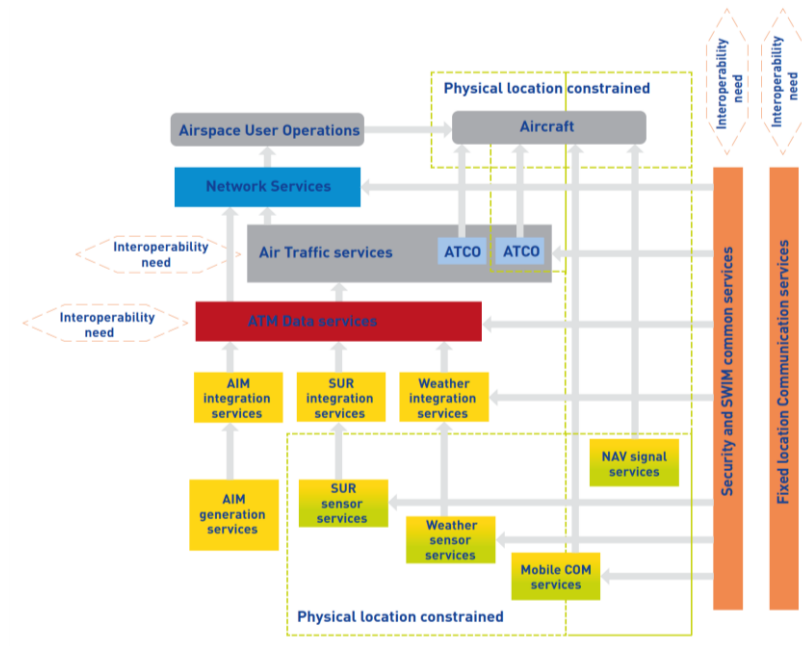 Interoperability
need
Interoperability
need
Physical location constrained
Airspace User Operations
Aircraft
Network Services
Interoperability
need
Air Traffic services
ATCO
ATCO
Interoperability
need
ATM Data services
AIM
integration
services
SUR
integration
services
Weather
integration
services
NAV signal
services
AIM
generation
services
SUR
sensor
services
Weather
sensor
services
Mobile COM
services
Physical location constrained
Security and SWIM common services
Fixed location Communication services